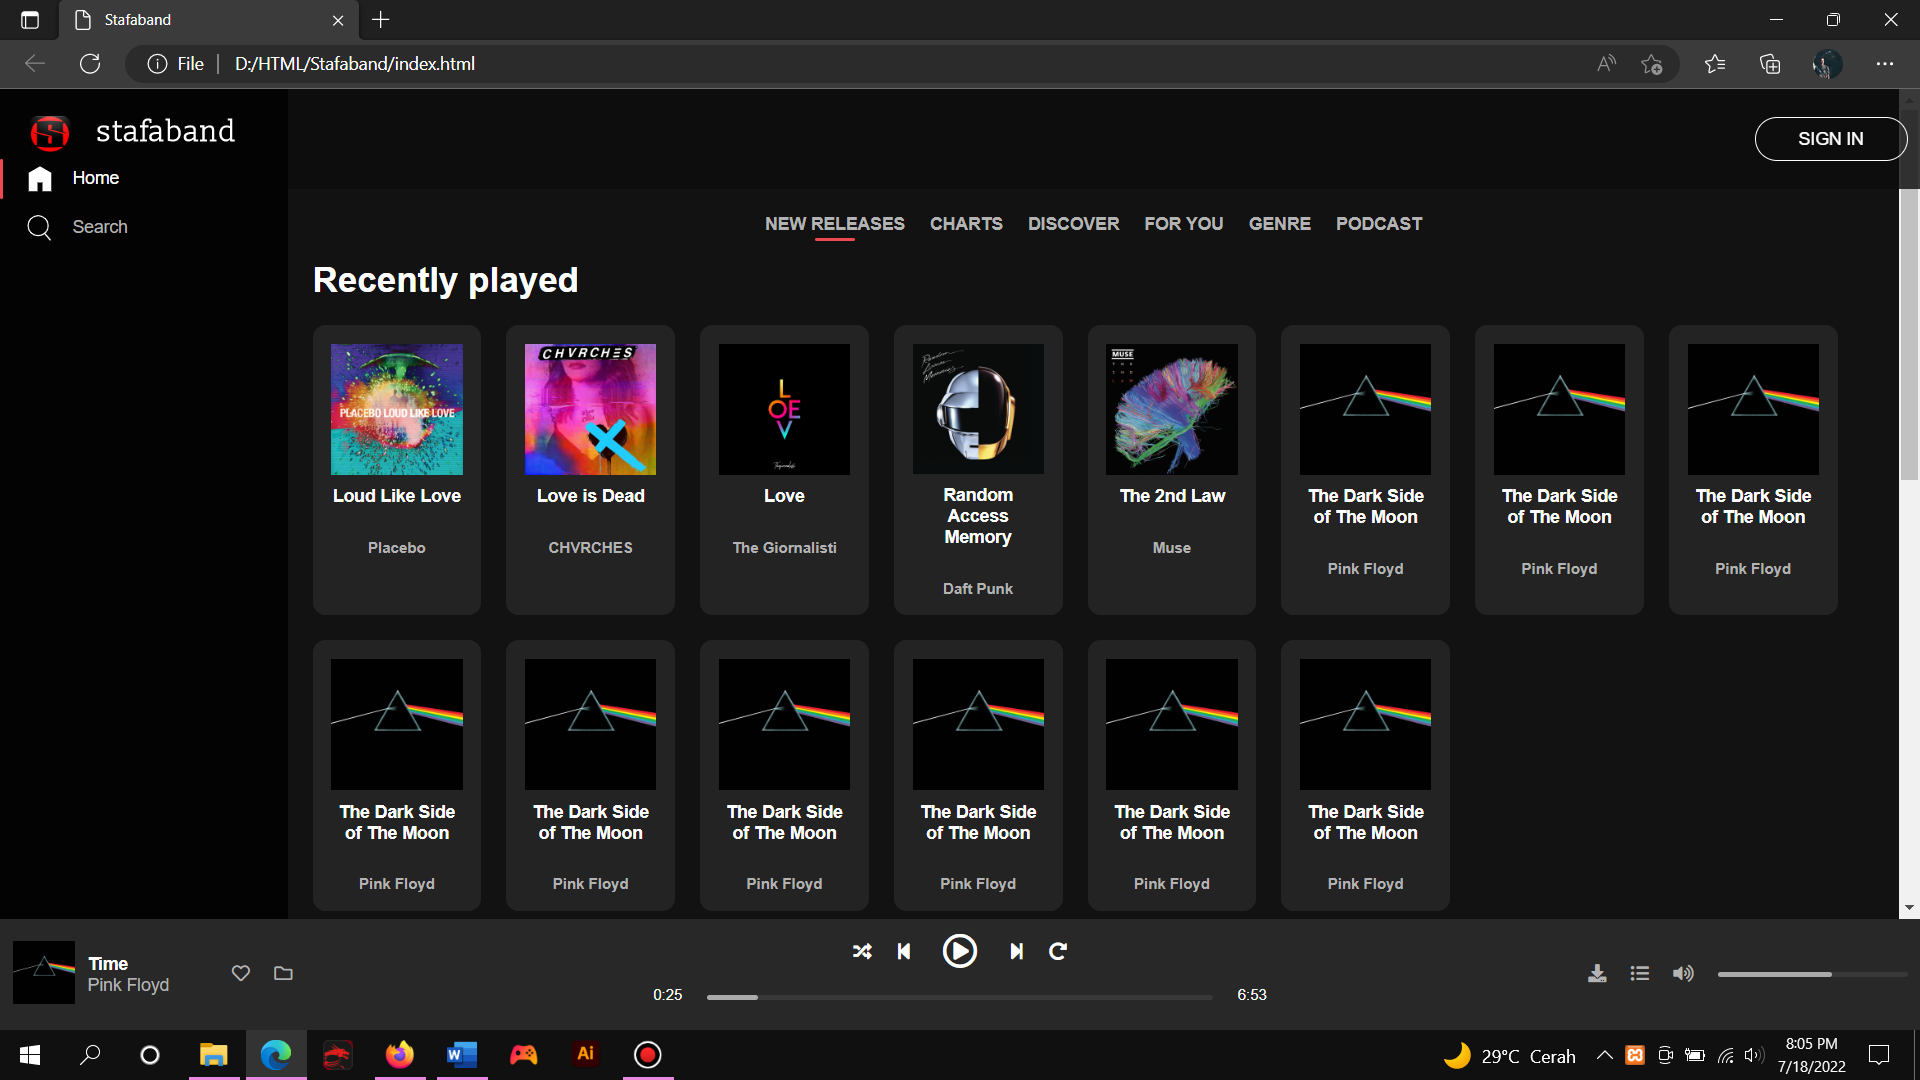 Stafaband
File
D:/HTML/Stafaband/index.html
stafaband
SIGN IN
Home
Search
NEW RELEASES CHARTS DISCOVER FOR YOU GENRE PODCAST
Recently played
PLACEBO LOUD LIKE LOVE
CHVRCHES
L
OE
V
Random
Access
Memories
MUSE
THE
2ND
LAW
Loud Like Love
Placebo
Love is Dead
CHVRCHES
Love
The Giornalisti
Random
Access
Memory
Daft Punk
The 2nd Law
Muse
The Dark Side
of The Moon
Pink Floyd
The Dark Side
of The Moon
Pink Floyd
The Dark Side
of The Moon
Pink Floyd
The Dark Side
of The Moon
Pink Floyd
The Dark Side
of The Moon
Pink Floyd
The Dark Side
of The Moon
Pink Floyd
The Dark Side
of The Moon
Pink Floyd
The Dark Side
of The Moon
Pink Floyd
The Dark Side
of The Moon
Pink Floyd
Time
Pink Floyd
0:25
6:53
W
Ai
29°C Cerah
8:05 PM
7/18/2022